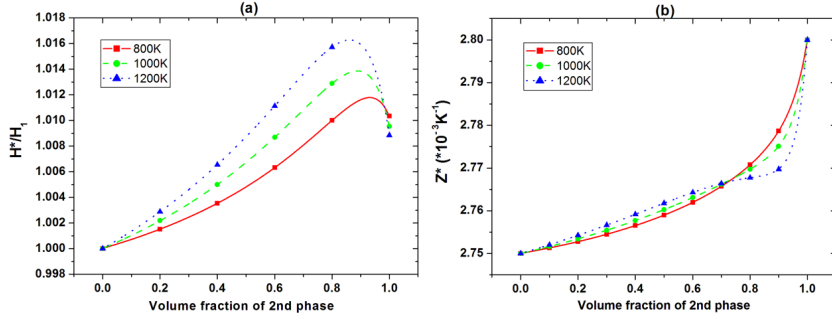 (a)
1.018
1.016
1.014
1.012
1.010
1.008
1.006
1.004
1.002
1.000
0.998
H*/H1
800K
1000K
1200K
0.0 0.2 0.4 0.6 0.8 1.0
Volume fraction of 2nd phase
(b)
2.80
2.79
2.78
2.77
2.76
2.75
Z* (*10-3K-1)
800K
1000K
1200K
0.0 0.2 0.4 0.6 0.8 1.0
Volume fraction of 2nd phase